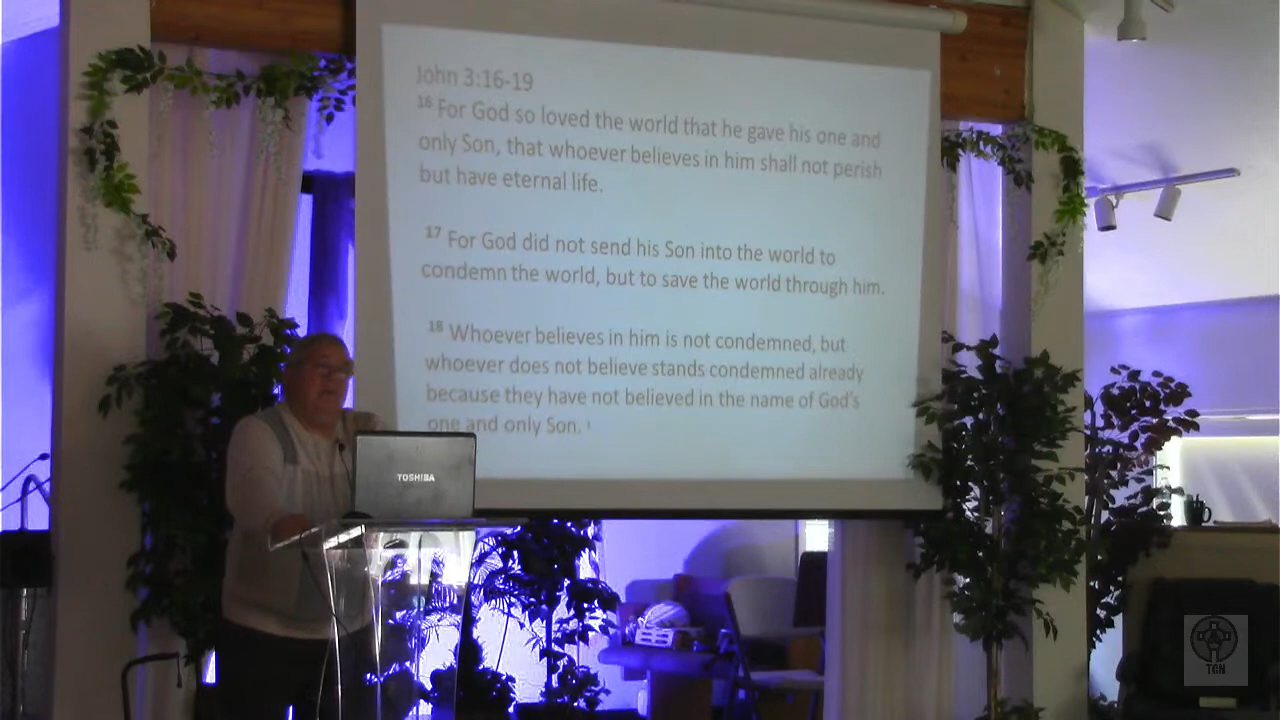 John 3:16-19
16 For God so loved the world that he gave his one and
only Son, that whoever believes in him shall not perish
but have eternal life.
17 For God did not send his Son into the world to
condemn the world, but to save the world through him.
18 Whoever believes in him is not condemned, but
whoever does not believe stands condemned already
because they have not believed in the name of God's
one and only Son.
TOSHIBA
TGN